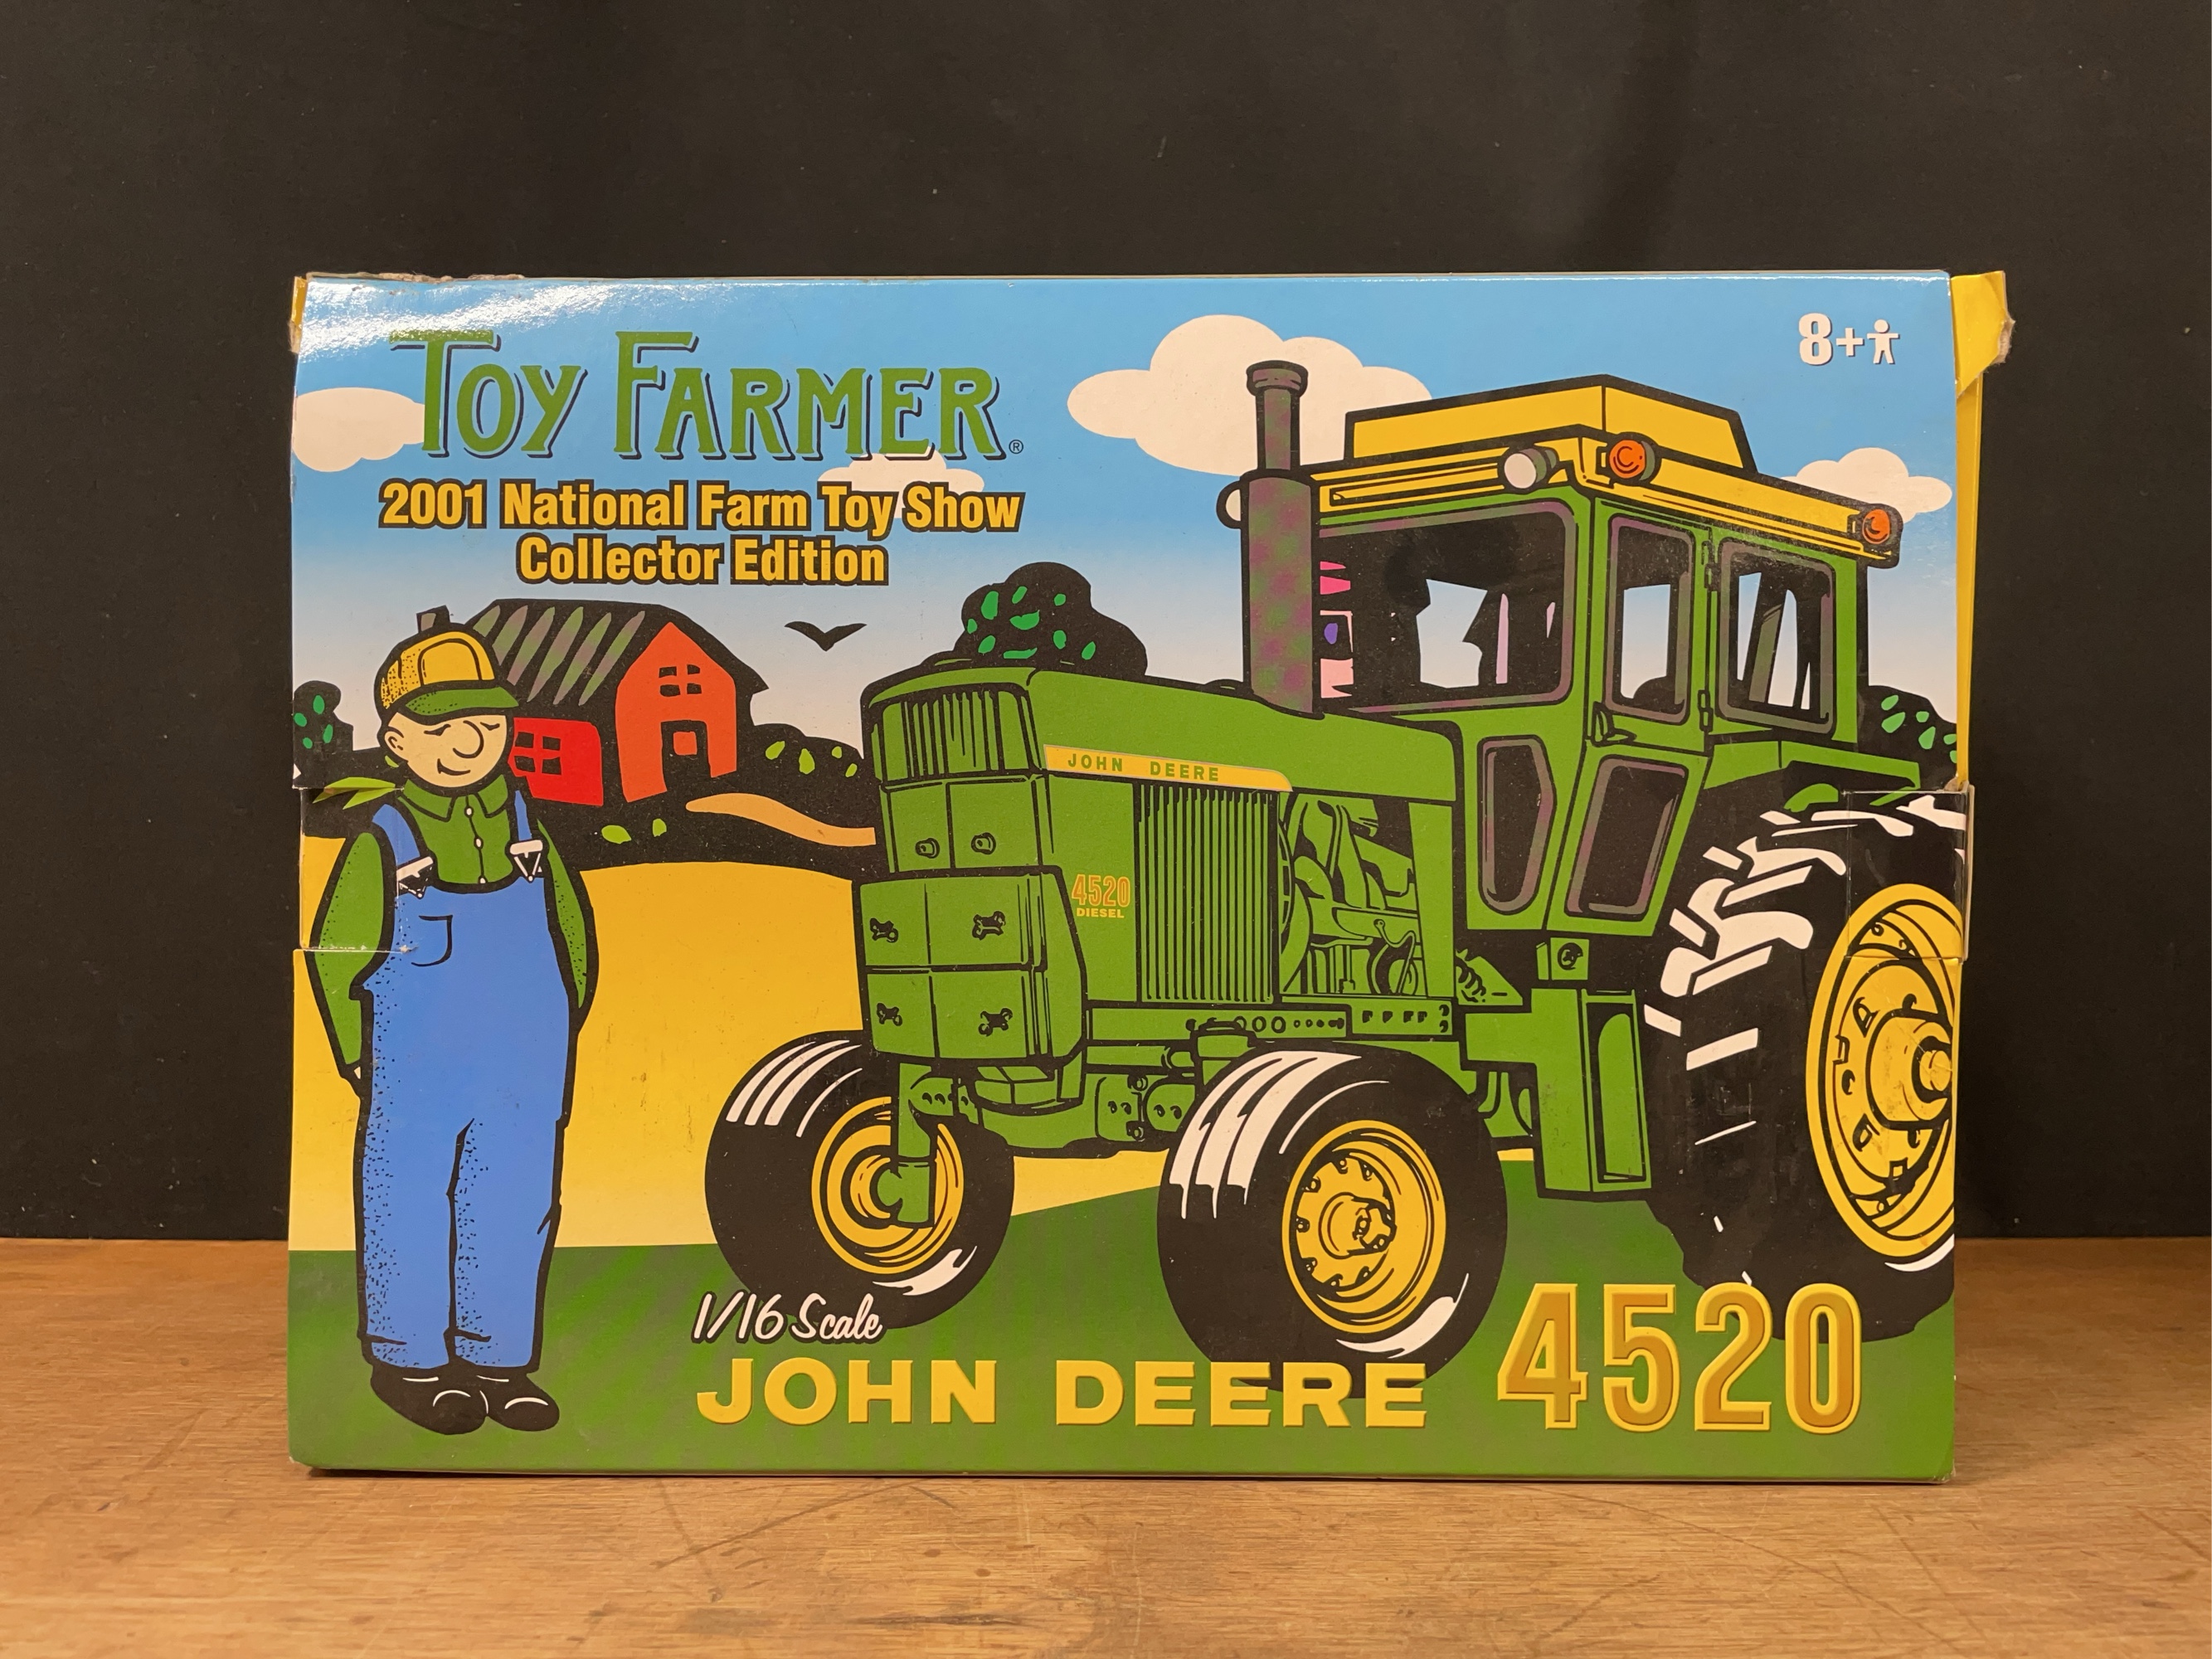 TOY FARMER®
8+
2001 National Farm Toy Show
Collector Edition
JOHN DEERE
4520
DIESEL
1/16 Scale
JOHN DEERE 4520